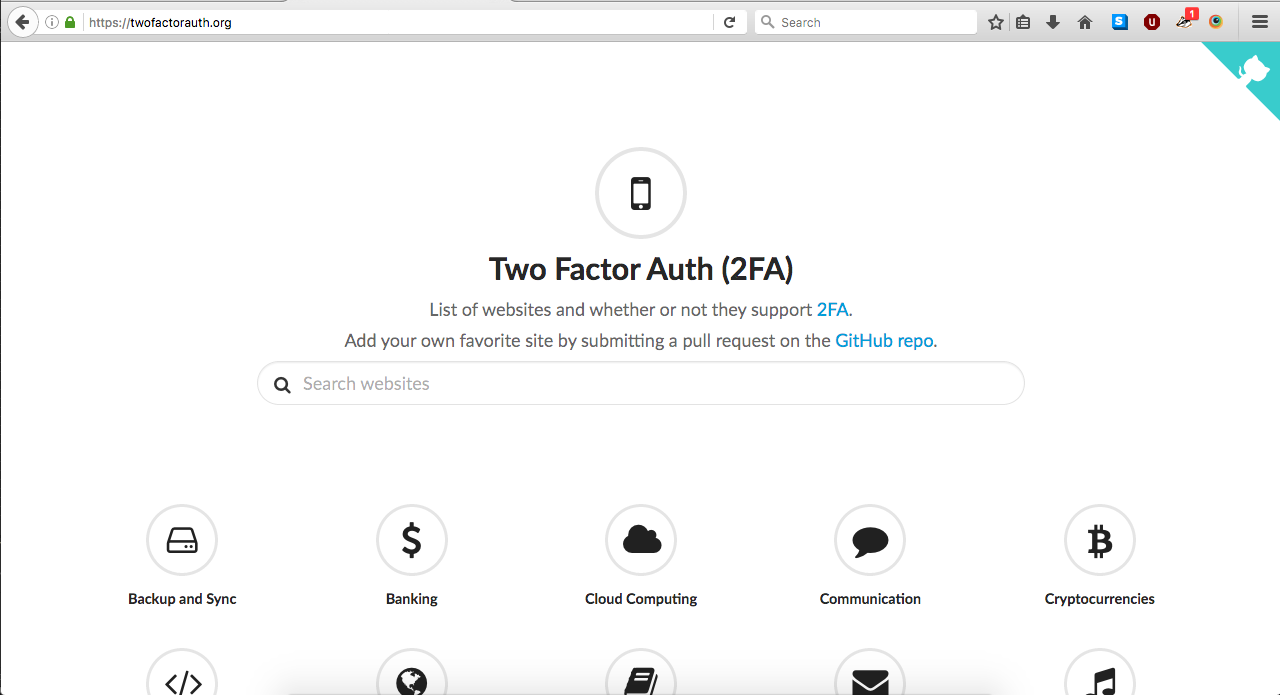 https://twofactorauth.org
Search
1
S
U
Two Factor Auth (2FA)
List of websites and whether or not they support 2FA.
Add your own favorite site by submitting a pull request on the GitHub repo.
Search websites
Backup and Sync
Banking
Cloud Computing
Communication
Cryptocurrencies